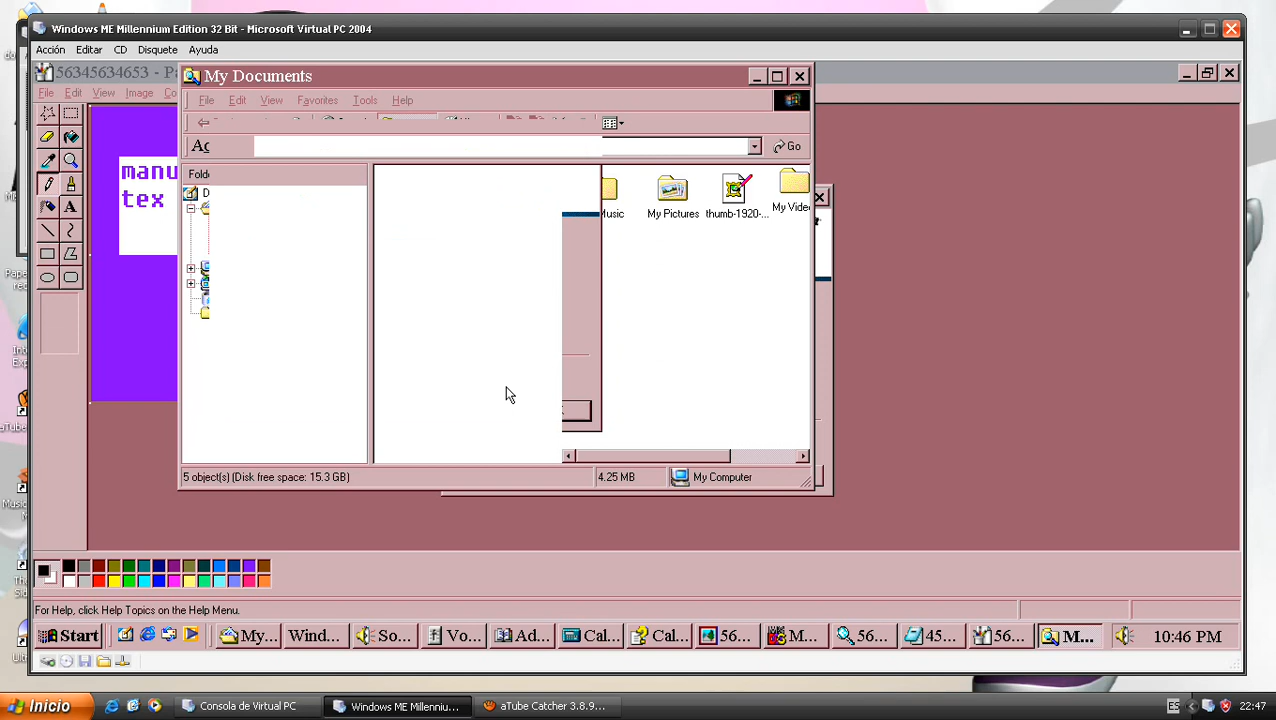 Windows ME Millennium Edition 32 Bit - Microsoft Virtual PC 2004
Acción Editar CD Disquete Ayuda
56345634653 - Pa
My Documents
File Edit View Image Co
File Edit View Favorites Tools Help
Go
Folde
manu
tex
Music
My Pictures
thumb-1920-...
My Video
5 object(s) (Disk free space: 15.3 GB)
4.25 MB
My Computer
For Help, click Help Topics on the Help Menu.
Start
My...
Wind...
So...
Vo...
Ad...
Cal...
Cal...
56...
M...
56...
45...
56...
M...
10:46 PM
Inicio
Consola de Virtual PC
Windows ME Millenniu...
aTube Catcher 3.8.9...
ES
22:47